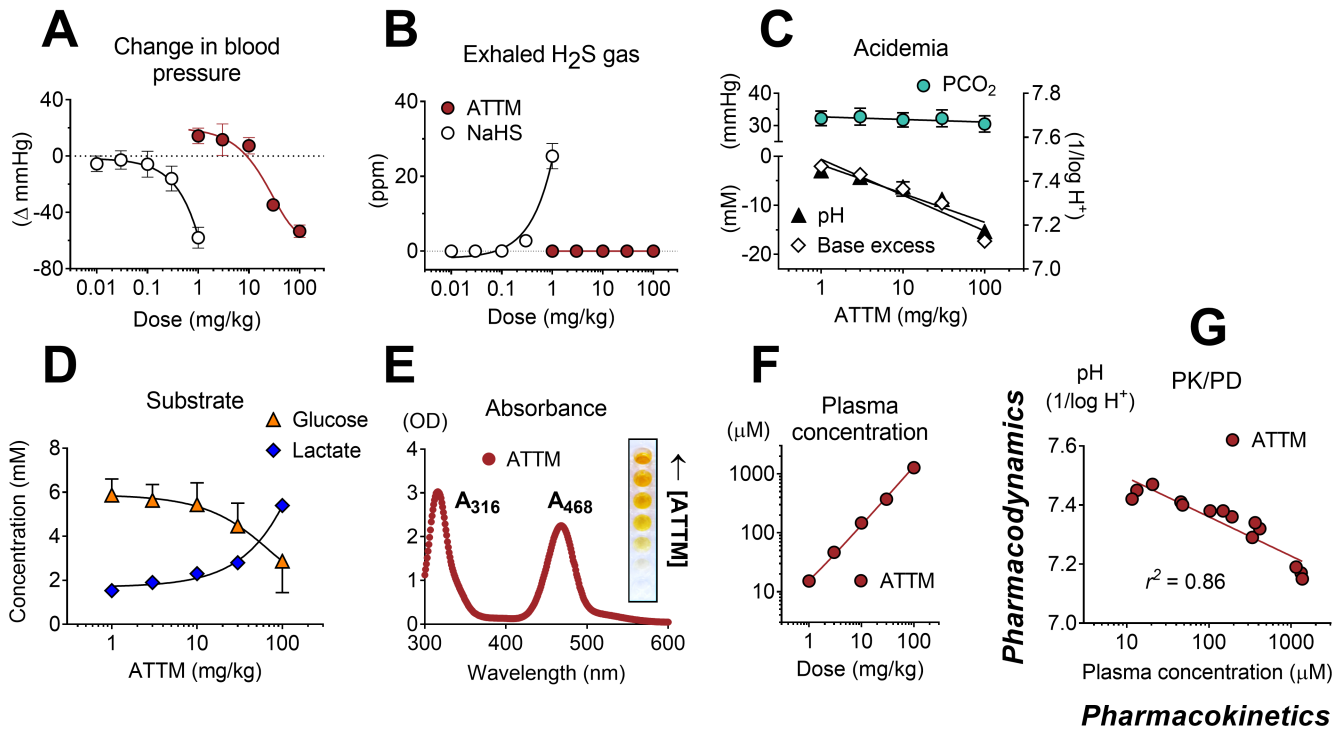 A
Change in blood
pressure
(Δ mmHg)
40
0
-40
-80
0.01 0.1 1 10 100
Dose (mg/kg)
B
Exhaled H2S gas
ATTM
NaHS
(ppm)
40
20
0
0.01 0.1 1 10 100
Dose (mg/kg)
C
Acidemia
PCO2
(mmHg)
40
30
(mM)
0
-10
-20
pH
Base excess
7.8
7.6
7.4
7.2
7.0
(1/log H+)
1 10 100
ATTM (mg/kg)
D
Substrate
Glucose
Lactate
Concentration (mM)
8
6
4
2
0
1 10 100
ATTM (mg/kg)
E
Absorbance
(OD)
ATTM
4
3
2
1
0
A316
A468
← [ATTM]
300 400 500 600
Wavelength (nm)
F
Plasma
concentration
(μM)
1000
100
10
ATTM
1 10 100
Dose (mg/kg)
G
PK/PD
pH
(1/log H+)
ATTM
Pharmacodynamics
7.6
7.4
7.2
7.0
r2 = 0.86
10 100 1000
Plasma concentration (μM)
Pharmacokinetics